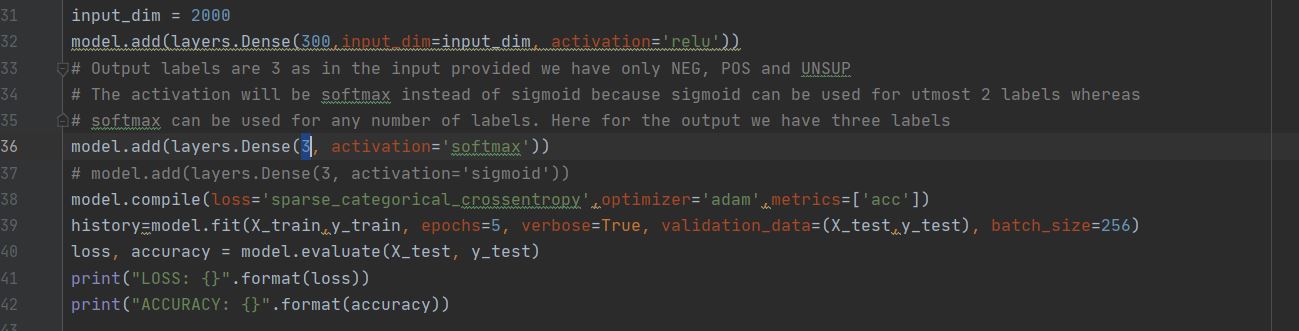 31 input_dim = 2000
32 model.add(layers.Dense(300,input_dim=input_dim, activation='relu'))
33 # Output labels are 3 as in the input provided we have only NEG, POS and UNSUP
34 # The activation will be softmax instead of sigmoid because sigmoid can be used for utmost 2 labels whereas
35 # softmax can be used for any number of labels. Here for the output we have three labels
36 model.add(layers.Dense(3, activation='softmax'))
37 # model.add(layers.Dense(3, activation='sigmoid'))
38 model.compile(loss='sparse_categorical_crossentropy',optimizer='adam',metrics=['acc'])
39 history=model.fit(X_train,y_train, epochs=5, verbose=True, validation_data=(X_test,y_test), batch_size=256)
40 loss, accuracy = model.evaluate(X_test, y_test)
41 print("LOSS: {}".format(loss))
42 print("ACCURACY: {}".format(accuracy))
43